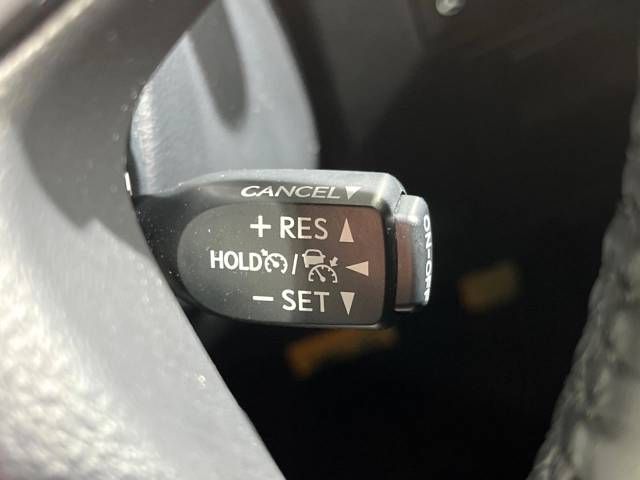 CANCEL▼
+ RES ▲
HOLD / ◀
− SET ▼
ON-OFF